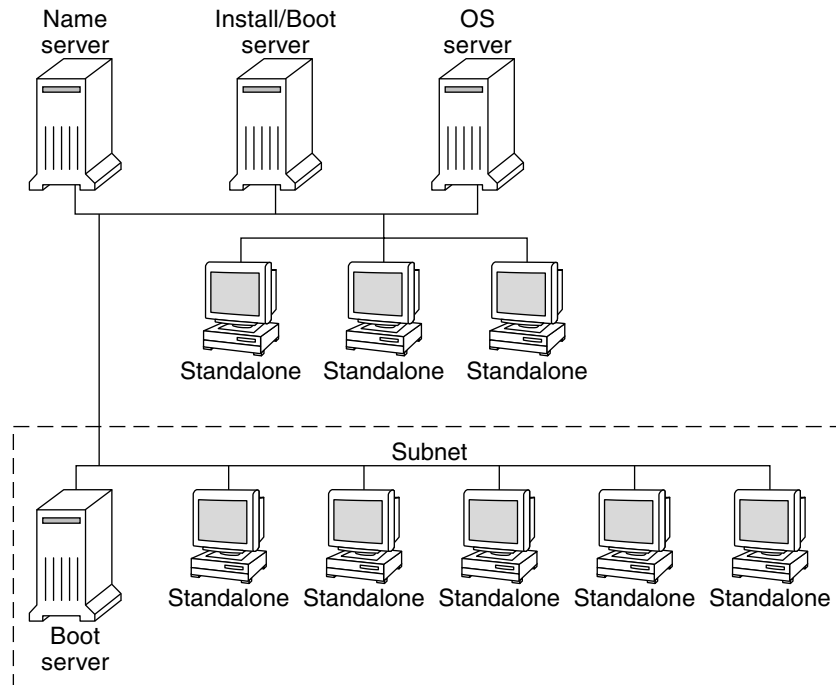 Name
server
Install/Boot
server
OS
server
Standalone
Standalone
Standalone
Subnet
Boot
server
Standalone
Standalone
Standalone
Standalone
Standalone